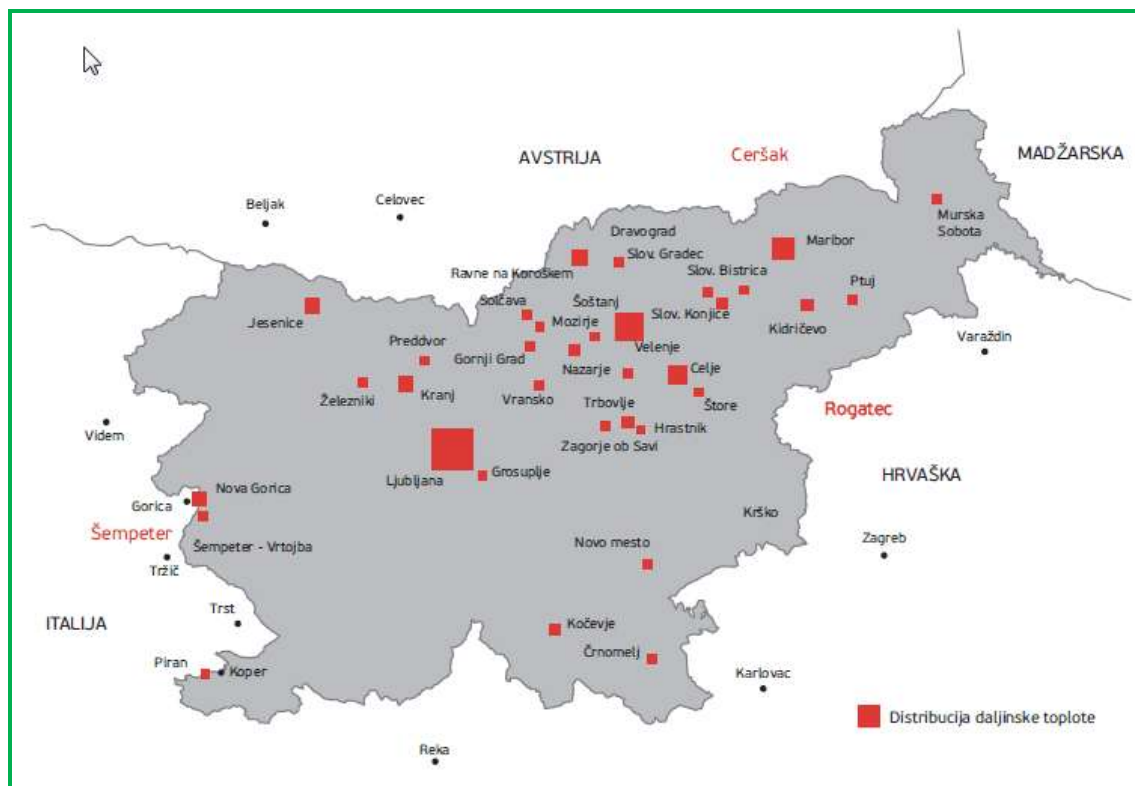 AVSTRIJA
Ceršak
MADŽARSKA
Beljak
Celovec
Murska
Sobota
Dravograd
Maribor
Slov. Gradec
Ravne na Koroškem
Slov. Bistrica
Ptuj
Solčava
Šoštanj
Slov. Konjice
Jesenice
Mozirje
Kidričevo
Preddvor
Gornji Grad
Velenje
Varaždin
Nazarje
Celje
Železniki
Kranj
Vransko
Trbovlje
Štore
Rogatec
Videm
Hrastnik
Zagorje ob Savi
Ljubljana
Grosuplje
HRVAŠKA
Nova Gorica
Gorica
Krško
Šempeter
Šempeter - Vrtojba
Novo mesto
Zagreb
Tržič
Trst
ITALIJA
Kočevje
Črnomelj
Piran
Koper
Karlovac
Distribucija daljinske toplote
Reka